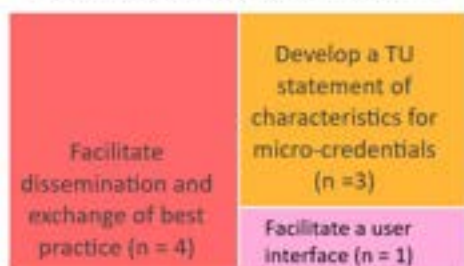 Facilitate
dissemination and
exchange of best
practice (n = 4)
Develop a TU
statement of
characteristics for
micro-credentials
(n =3)
Facilitate a user
interface (n = 1)